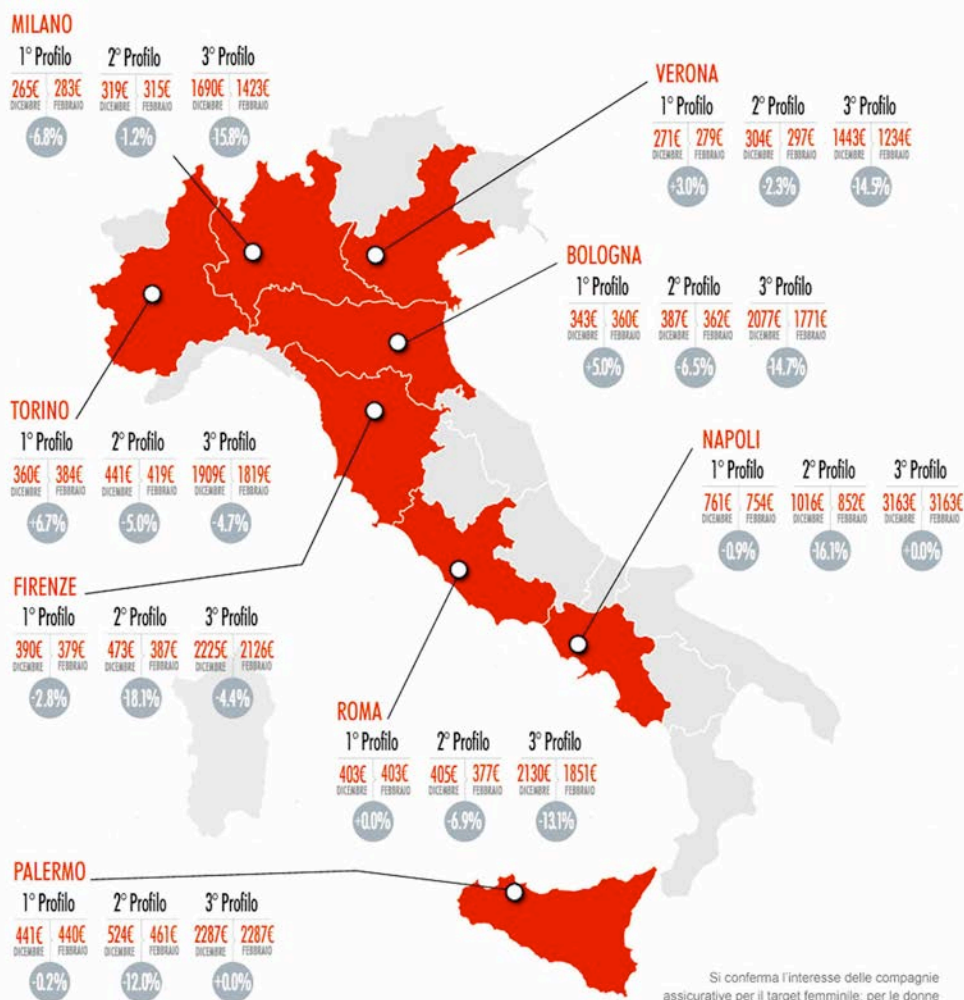 MILANO
1° Profilo 2° Profilo 3° Profilo
265€ 283€ 319€ 315€ 1690€ 1423€
DICEMBRE FEBBRAIO DICEMBRE FEBBRAIO DICEMBRE FEBBRAIO
-6.8% -1.2% -15.8%
VERONA
1° Profilo 2° Profilo 3° Profilo
271€ 279€ 304€ 297€ 1443€ 1234€
DICEMBRE FEBBRAIO DICEMBRE FEBBRAIO DICEMBRE FEBBRAIO
+3.0% -2.3% -14.5%
BOLOGNA
1° Profilo 2° Profilo 3° Profilo
343€ 360€ 387€ 362€ 2077€ 1771€
DICEMBRE FEBBRAIO DICEMBRE FEBBRAIO DICEMBRE FEBBRAIO
+5.0% -6.5% -14.7%
TORINO
1° Profilo 2° Profilo 3° Profilo
360€ 384€ 441€ 419€ 1909€ 1819€
DICEMBRE FEBBRAIO DICEMBRE FEBBRAIO DICEMBRE FEBBRAIO
+6.7% -5.0% -4.7%
NAPOLI
1° Profilo 2° Profilo 3° Profilo
761€ 754€ 1016€ 852€ 3163€ 3163€
DICEMBRE FEBBRAIO DICEMBRE FEBBRAIO DICEMBRE FEBBRAIO
-0.9% -16.1% +0.0%
FIRENZE
1° Profilo 2° Profilo 3° Profilo
390€ 379€ 473€ 387€ 2225€ 2126€
DICEMBRE FEBBRAIO DICEMBRE FEBBRAIO DICEMBRE FEBBRAIO
-2.8% -18.1% -4.4%
ROMA
1° Profilo 2° Profilo 3° Profilo
403€ 403€ 405€ 377€ 2130€ 1851€
DICEMBRE FEBBRAIO DICEMBRE FEBBRAIO DICEMBRE FEBBRAIO
+0.0% -6.9% -13.1%
PALERMO
1° Profilo 2° Profilo 3° Profilo
441€ 440€ 524€ 461€ 2287€ 2287€
DICEMBRE FEBBRAIO DICEMBRE FEBBRAIO DICEMBRE FEBBRAIO
-0.2% -12.0% +0.0%
Si conferma l'interesse delle compagnie
assicurative per il target femminile: per le donne